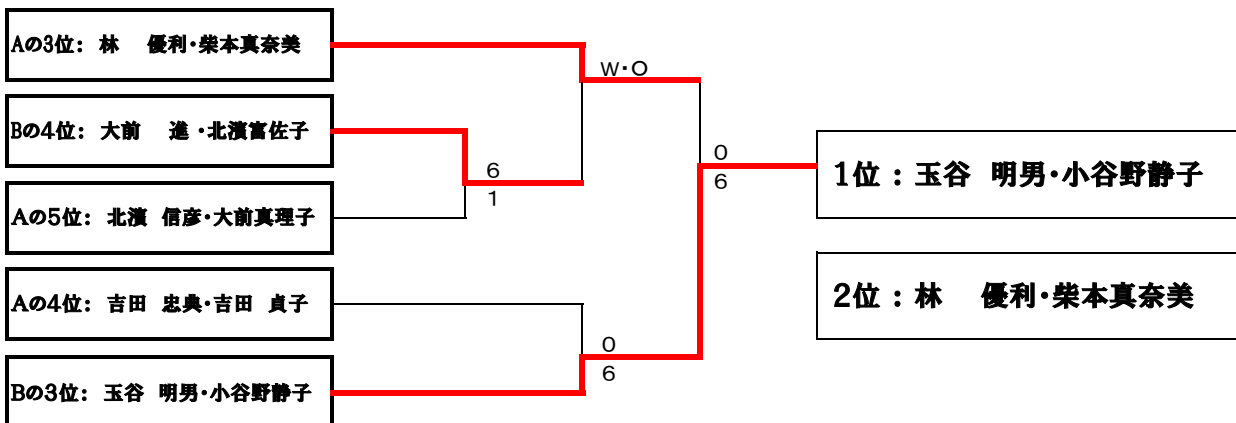 Aの3位: 林　優利・柴本真奈美
W・O
Bの4位: 大前　進・北濱富佐子
6
1
Aの5位: 北濱 信彦・大前真理子
0
6
1位：玉谷 明男・小谷野静子
2位：林　優利・柴本真奈美
Aの4位: 吉田 忠典・吉田 貞子
0
6
Bの3位: 玉谷 明男・小谷野静子